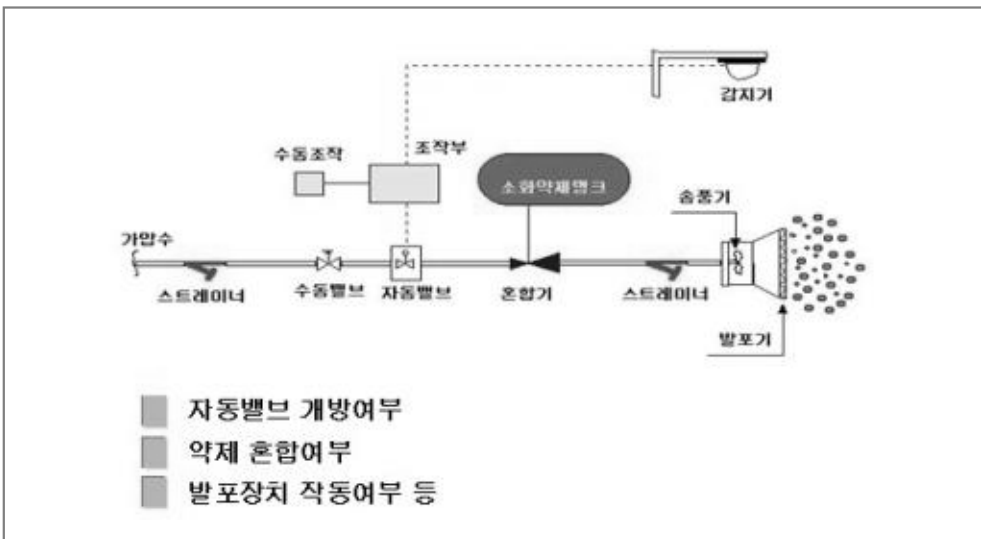 감지기
수동조작
조작부
소화약제탱크
송풍기
가압수
스트레이너
수동밸브
자동밸브
혼합기
스트레이너
발포기
자동밸브 개방여부
약제 혼합여부
발포장치 작동여부 등